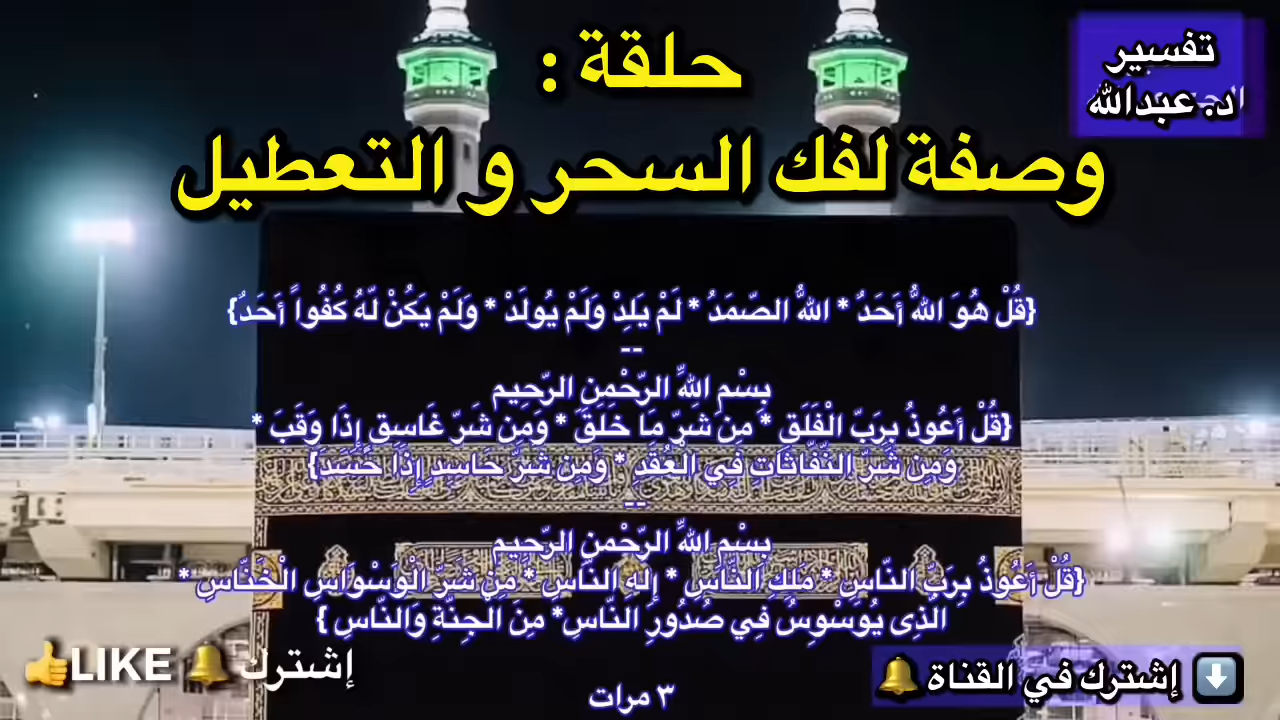 حلقة :
وصفة لفك السحر و التعطيل
تفسير
د. عبدالله
{قُلْ هُوَ اللهُ أَحَدٌ * اللهُ الصّمَدُ * لَمْ يَلِدْ وَلَمْ يُولَدْ * وَلَمْ يَكُنْ لّهُ كُفُواً أَحَدٌ}
--
بِسْمِ اللهِ الرّحْمنِ الرّحِيمِ
{قُلْ أَعُوذُ بِرَبّ الْفَلَقِ * مِن شَرّ مَا خَلَقَ * وَمِن شَرّ غَاسِقٍ إِذَا وَقَبَ *
وَمِن شَرّ النّفّاثَاتِ فِي الْعُقَدِ * وَمِن شَرّ حَاسِدٍ إِذَا حَسَدَ}
--
بِسْمِ اللهِ الرّحْمنِ الرّحِيمِ
{قُلْ أَعُوذُ بِرَبّ النّاسِ * مَلِكِ النّاسِ * إِلَهِ النّاسِ * مِن شَرّ الْوَسْوَاسِ الْخَنّاسِ *
الّذِى يُوَسْوِسُ فِي صُدُورِ النّاسِ* مِنَ الْجِنّةِ وَالنّاسِ }
٣ مرات
👍LIKE 🔔 إشترك
⬇️ إشترك في القناة 🔔